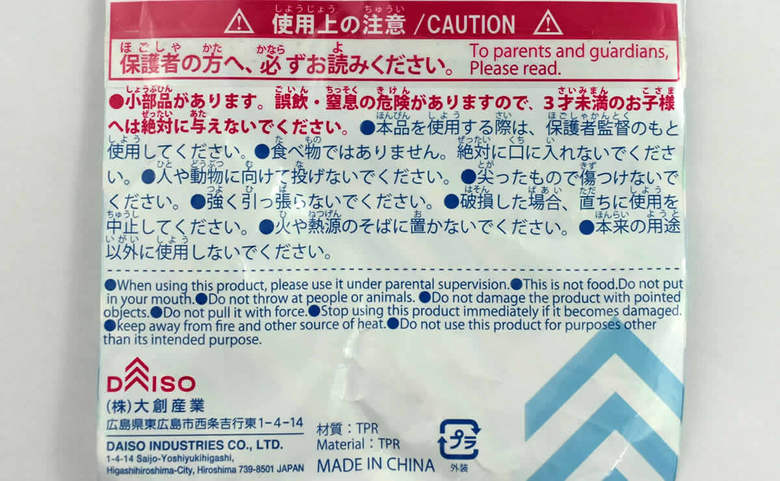 使用上の注意 /CAUTION
保護者の方へ、必ずお読みください。 To parents and guardians, Please read.
●小部品があります。誤飲・窒息の危険がありますので、3才未満のお子様
へは絶対に与えないでください。●本品を使用する際は、保護者監督のもと
使用してください。●食べ物ではありません。絶対に口に入れないでくださ
い。●人や動物に向けて投げないでください。●尖ったもので傷つけないで
ください。●強く引っ張らないでください。●破損した場合、直ちに使用を
中止してください。●火や熱源のそばに置かないでください。●本来の用途
以外に使用しないでください。
●When using this product, please use it under parental supervision.●This is not food.Do not put
in your mouth.●Do not throw at people or animals. ●Do not damage the product with pointed
objects.●Do not pull it with force.●Stop using this product immediately if it becomes damaged.
●keep away from fire and other source of heat.●Do not use this product for purposes other
than its intended purpose.
DAISO
(株)大創産業
広島県東広島市西条吉行東1-4-14
DAISO INDUSTRIES CO., LTD.
1-4-14 Saijo-Yoshiyukihigashi,
Higashihiroshima-City, Hiroshima 739-8501 JAPAN
材質:TPR
Material:TPR
MADE IN CHINA
プラ
外装